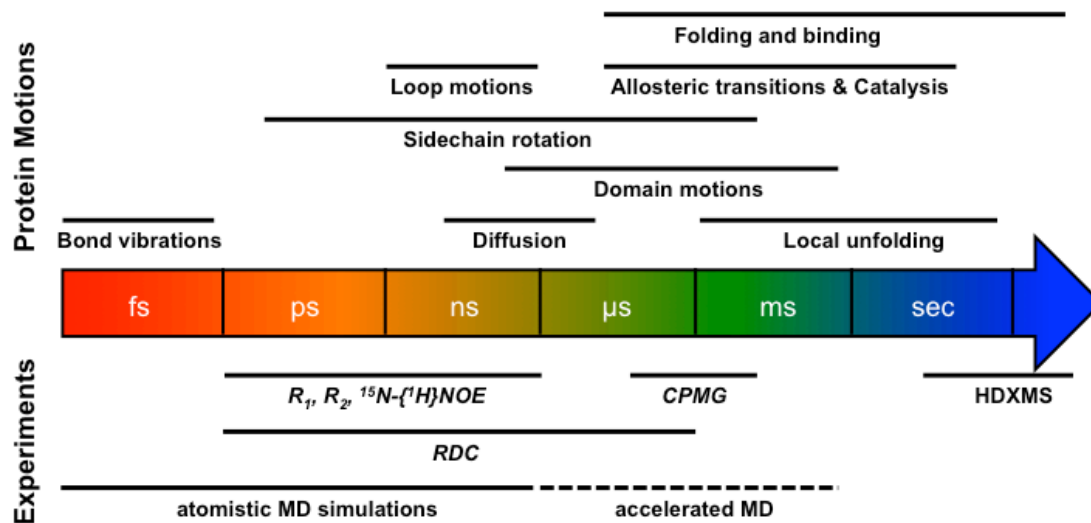 Protein Motions
Folding and binding
Loop motions
Allosteric transitions & Catalysis
Sidechain rotation
Domain motions
Bond vibrations
Diffusion
Local unfolding
fs ps ns µs ms sec
Experiments
R₁, R₂, ¹⁵N-{¹H}NOE
CPMG
HDXMS
RDC
atomistic MD simulations
accelerated MD